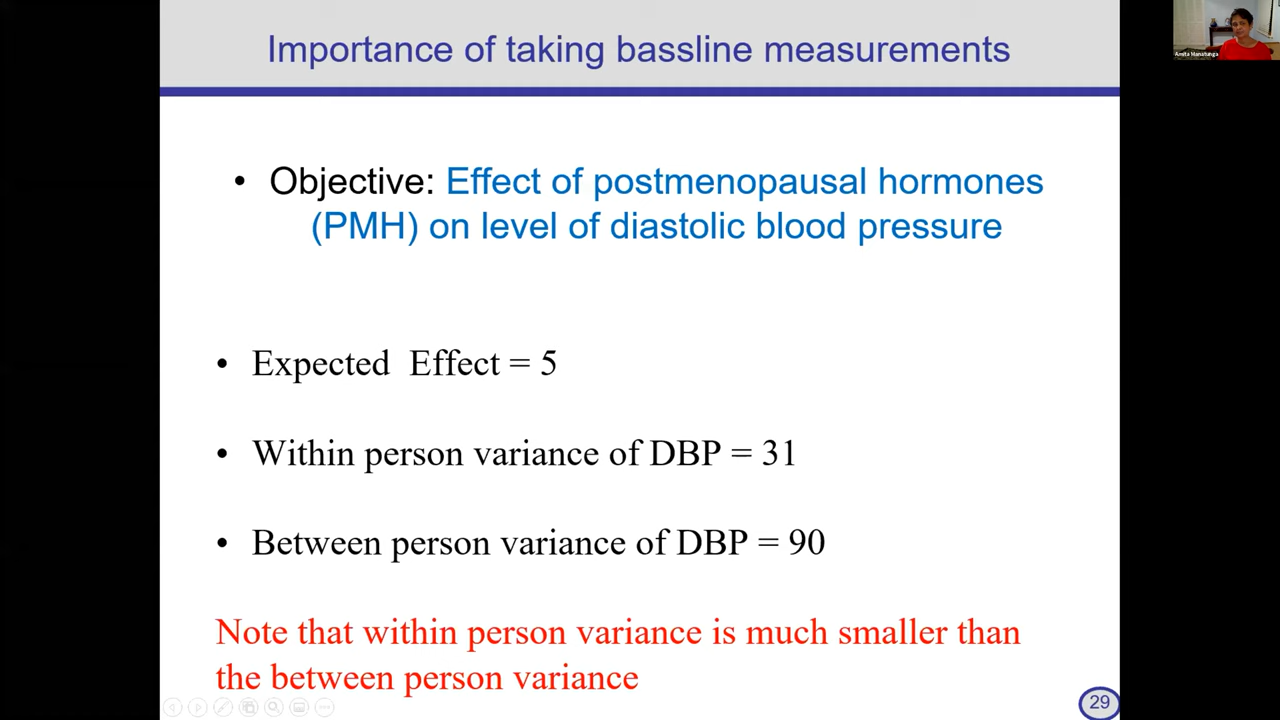 Importance of taking bassline measurements
• Objective: Effect of postmenopausal hormones
(PMH) on level of diastolic blood pressure
• Expected Effect = 5
• Within person variance of DBP = 31
• Between person variance of DBP = 90
Note that within person variance is much smaller than
the between person variance
29
Amita Manatunga